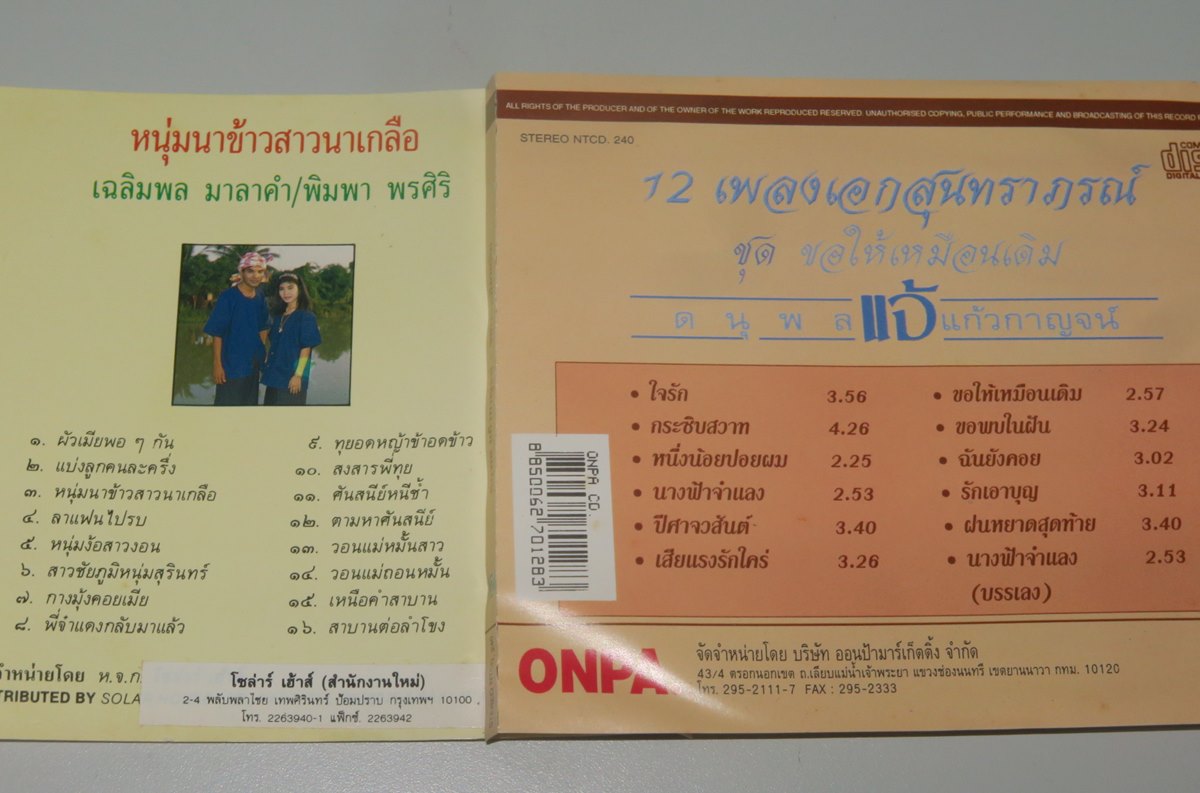 หนุ่มนาข้าวสาวนาเกลือ
เฉลิมพล มาลาคำ/พิมพา พรศิริ
๑. ผัวเมียพอ ๆ กัน
๒. แบ่งลูกคนละครึ่ง
๓. หนุ่มนาข้าวสาวนาเกลือ
๔. ลาแฟนไปรบ
๕. หนุ่มง้อสาวงอน
๖. สาวชัยภูมิหนุ่มสุรินทร์
๗. กางมุ้งคอยเมีย
๘. พี่จ๋าแดงกลับมาแล้ว
๙. ทุยอดหญ้าข้าอดข้าว
๑๐. สงสารพี่ทุย
๑๑. ศันสนีย์หนีช้ำ
๑๒. ตามหาศันสนีย์
๑๓. วอนแม่หมั้นสาว
๑๔. วอนแม่ถอนหมั้น
๑๕. เหนือคำสาบาน
๑๖. สาบานต่อลำโขง
จำหน่ายโดย ห.จ.ก
TRIBUTED BY SOLA
โซล่าร์ เฮ้าส์ (สำนักงานใหม่)
2-4 พลับพลาไชย เทพศิรินทร์ ป้อมปราบ กรุงเทพฯ 10100
โทร. 2263940-1 แฟ็กซ์. 2263942
ALL RIGHTS OF THE PRODUCER AND OF THE OWNER OF THE WORK REPRODUCED RESERVED. UNAUTHORISED COPYING, PUBLIC PERFORMANCE AND BROADCASTING OF THIS RECORD
STEREO NTCD. 240
COM
dis
DIGITAL
12 เพลงเอกสุนทราภรณ์
ชุด ขอให้เหมือนเดิม
ดนุพล แจ้ แก้วกาญจน์
• ใจรัก 3.56
• กระซิบสวาท 4.26
• หนึ่งน้อยปอยผม 2.25
• นางฟ้าจำแลง 2.53
• ปีศาจวสันต์ 3.40
• เสียแรงรักใคร่ 3.26
• ขอให้เหมือนเดิม 2.57
• ขอพบในฝัน 3.24
• ฉันยังคอย 3.02
• รักเอาบุญ 3.11
• ฝนหยาดสุดท้าย 3.40
• นางฟ้าจำแลง 2.53
(บรรเลง)
ONPA CD.
8 850062 701283
ONPA
จัดจำหน่ายโดย บริษัท ออนป้ามาร์เก็ตติ้ง จำกัด
43/4 ตรอกนอกเขต ถ.เลียบแม่น้ำเจ้าพระยา แขวงช่องนนทรี เขตยานนาวา กทม. 10120
โทร. 295-2111-7 FAX : 295-2333